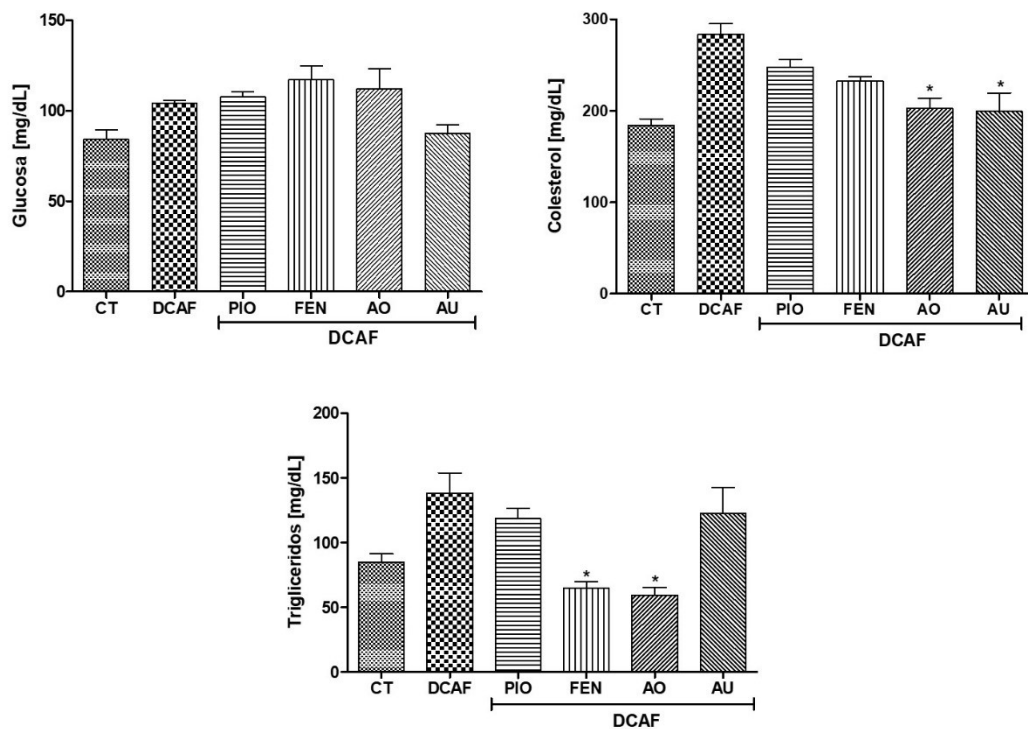 Glucosa [mg/dL]
150
100
50
0
CT DCAF PIO FEN AO AU
DCAF
Colesterol [mg/dL]
300
200
100
0
* *
CT DCAF PIO FEN AO AU
DCAF
Trigliceridos [mg/dL]
200
150
100
50
0
* *
CT DCAF PIO FEN AO AU
DCAF